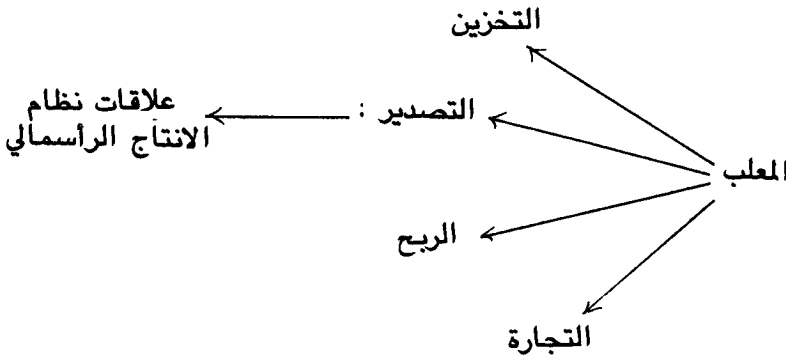 التخزين
التصدير :
علاقات نظام
الانتاج الرأسمالي
المعلب
الربح
التجارة